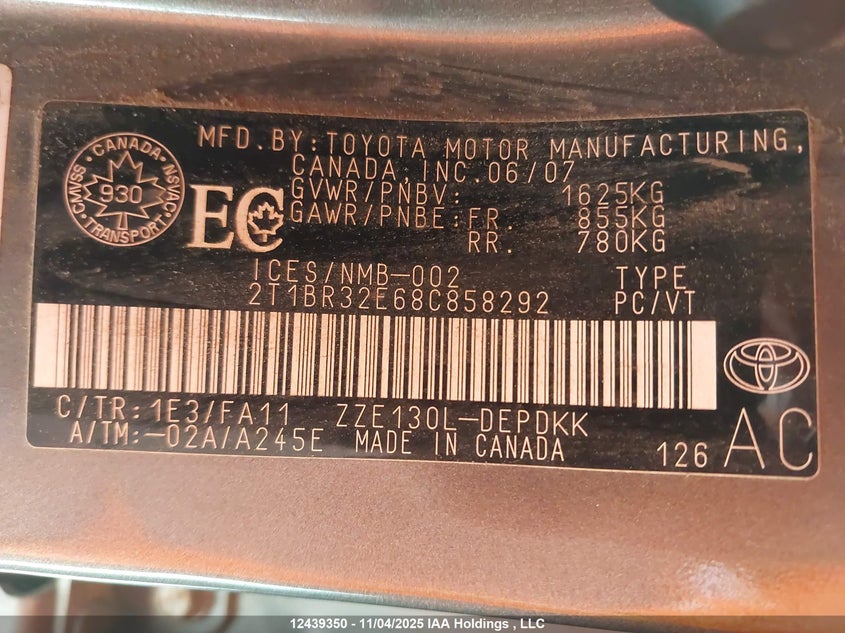 MFD.BY:TOYOTA MOTOR MANUFACTURING,
CANADA INC.06/07
GVWR/PNBV: 1625KG
GAWR/PNBE:FR. 855KG
RR. 780KG
CANADA
CMVSS 930 NSVAC
TRANSPORT
EC
ICES/NMB-002 TYPE
2T1BR32E68C858292 PC/VT
C/TR:1E3/FA11 ZZE130L-DEPDKK
A/TM:-02A/A245E MADE IN CANADA
126 AC
12439350 - 11/04/2025 IAA Holdings , LLC